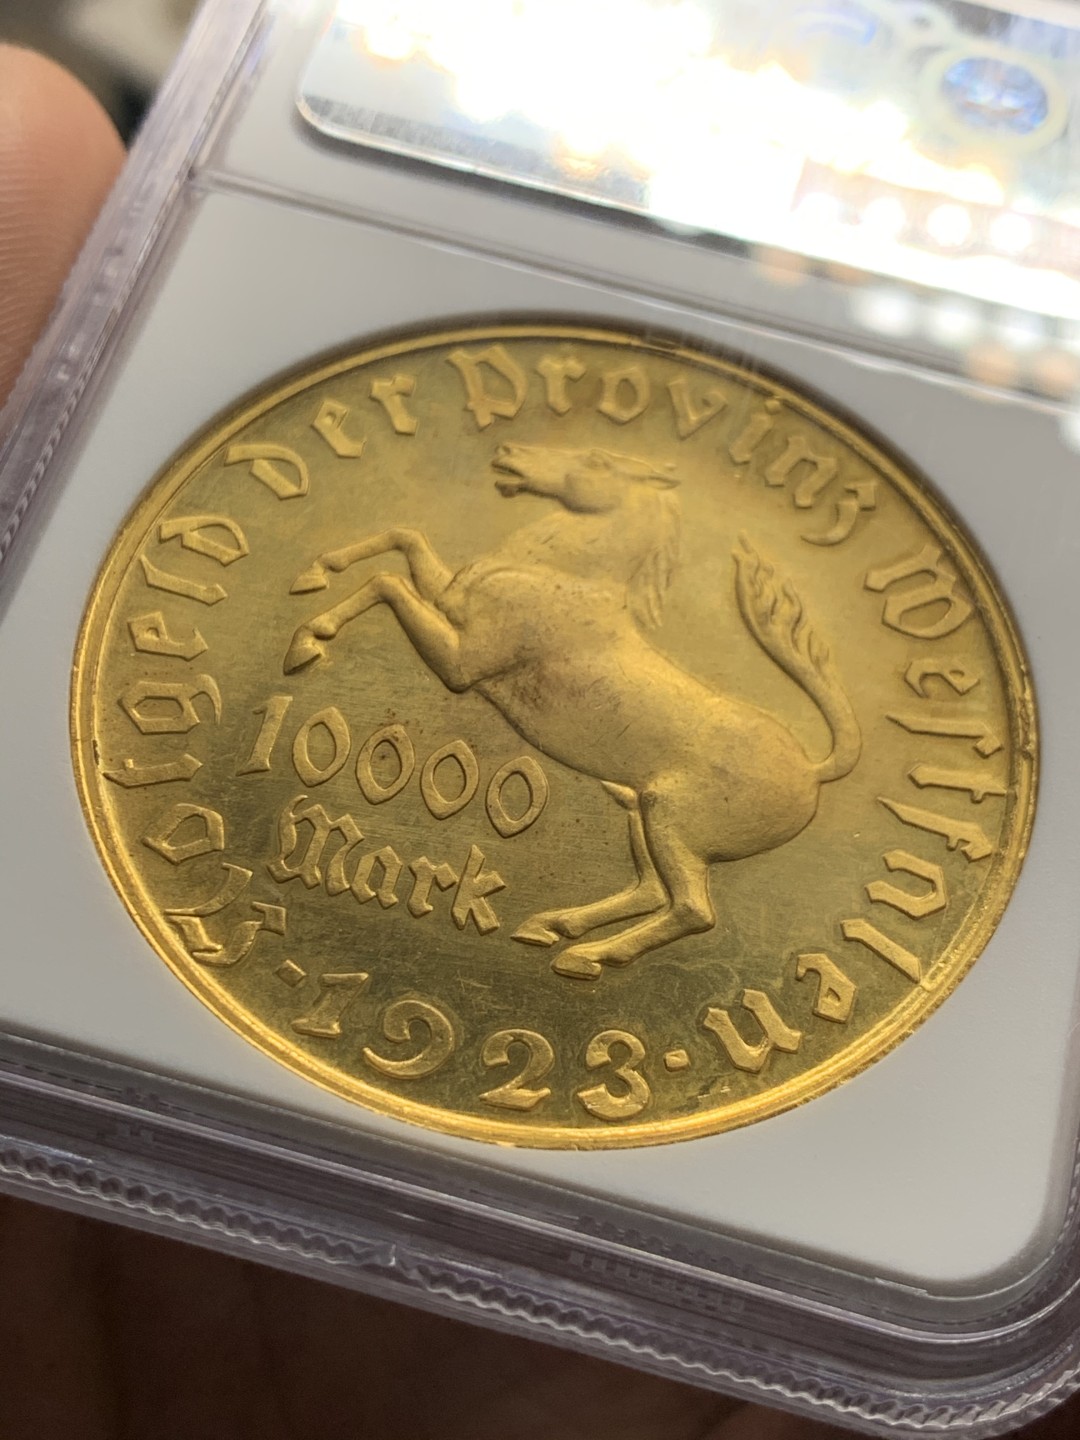 Notgeld der Provinz Westfalen
10000
Mark
·1923·